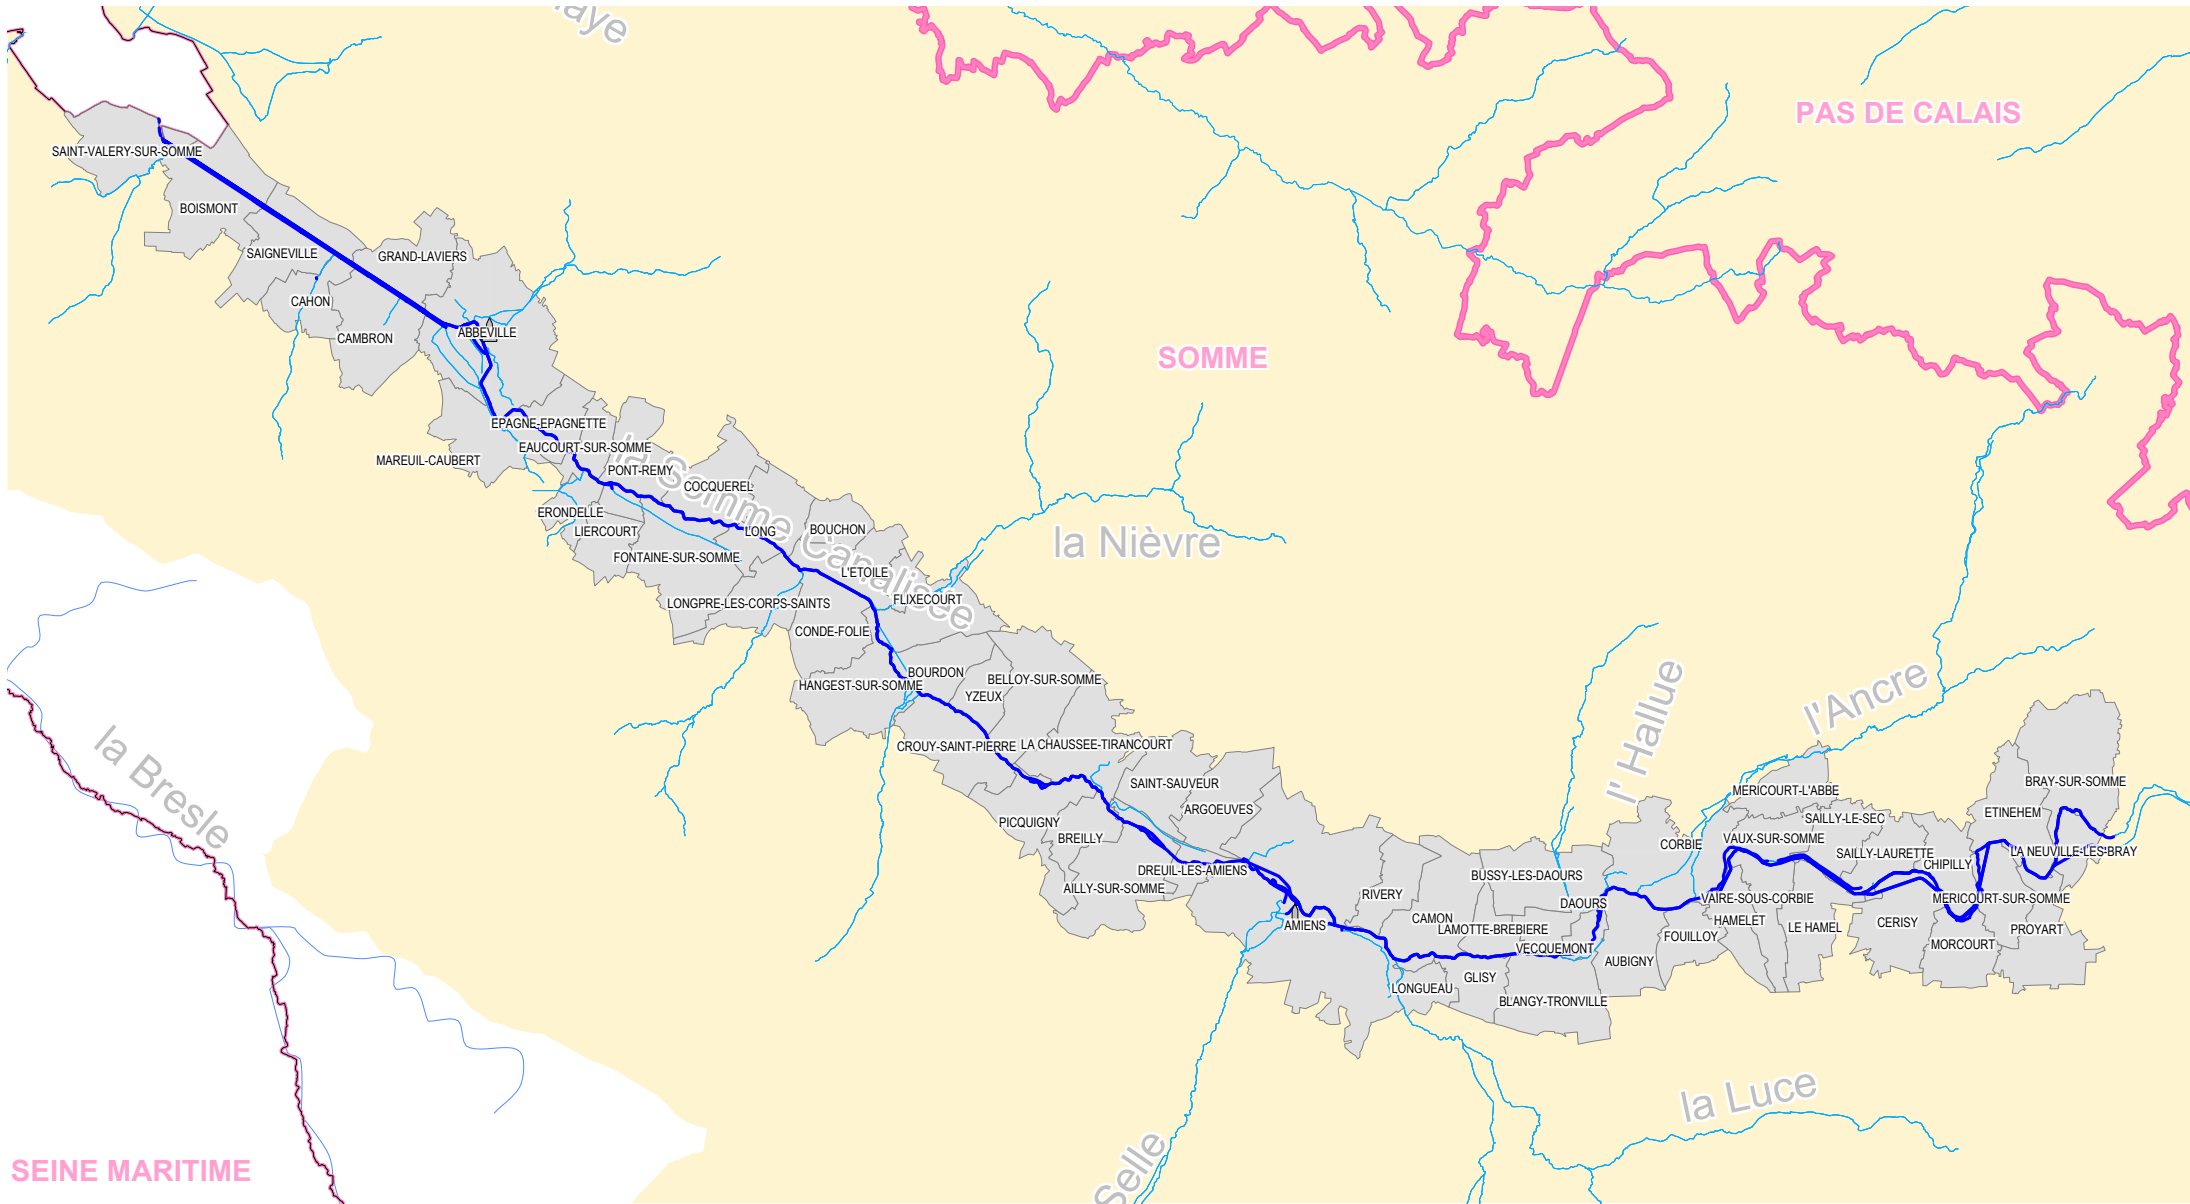 aye
PAS DE CALAIS
SAINT-VALERY-SUR-SOMME
BOISMONT
SAIGNEVILLE
GRAND-LAVIERS
CAHON
CAMBRON
ABBEVILLE
SOMME
EPAGNE-EPAGNETTE
EAUCOURT-SUR-SOMME
MAREUIL-CAUBERT
PONT-REMY
la Somme Canalisée
COCQUEREL
ERONDELLE
LIERCOURT
LONG
BOUCHON
FONTAINE-SUR-SOMME
la Nièvre
L'ETOILE
FLIXECOURT
LONGPRE-LES-CORPS-SAINTS
CONDE-FOLIE
BOURDON
HANGEST-SUR-SOMME
YZEUX
BELLOY-SUR-SOMME
l' Hallue
l'Ancre
la Bresle
CROUY-SAINT-PIERRE
LA CHAUSSEE-TIRANCOURT
SAINT-SAUVEUR
ARGOEUVES
PICQUIGNY
BREILLY
DREUIL-LES-AMIENS
AILLY-SUR-SOMME
AMIENS
RIVERY
CAMON
BUSSY-LES-DAOURS
LAMOTTE-BREBIERE
DAOURS
VECQUEMONT
LONGUEAU
GLISY
BLANGY-TRONVILLE
AUBIGNY
FOUILLOY
CORBIE
MERICOURT-L'ABBE
VAUX-SUR-SOMME
SAILLY-LE-SEC
SAILLY-LAURETTE
CHIPILLY
VAIRE-SOUS-CORBIE
HAMELET
LE HAMEL
CERISY
MERICOURT-SUR-SOMME
MORCOURT
PROYART
ETINEHEM
BRAY-SUR-SOMME
LA NEUVILLE-LES-BRAY
la Luce
Selle
SEINE MARITIME